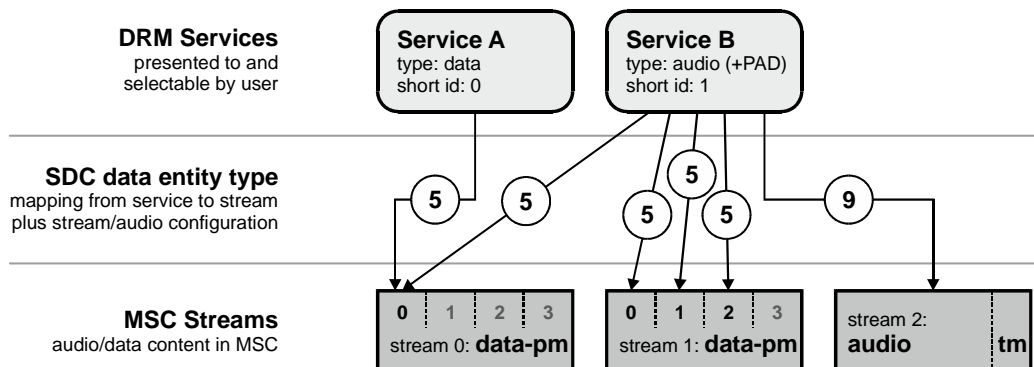 DRM Services
presented to and
selectable by user
Service A
type: data
short id: 0
Service B
type: audio (+PAD)
short id: 1
SDC data entity type
mapping from service to stream
plus stream/audio configuration
5
5
5
5
5
9
MSC Streams
audio/data content in MSC
0 1 2 3
stream 0: data-pm
0 1 2 3
stream 1: data-pm
stream 2:
audio tm